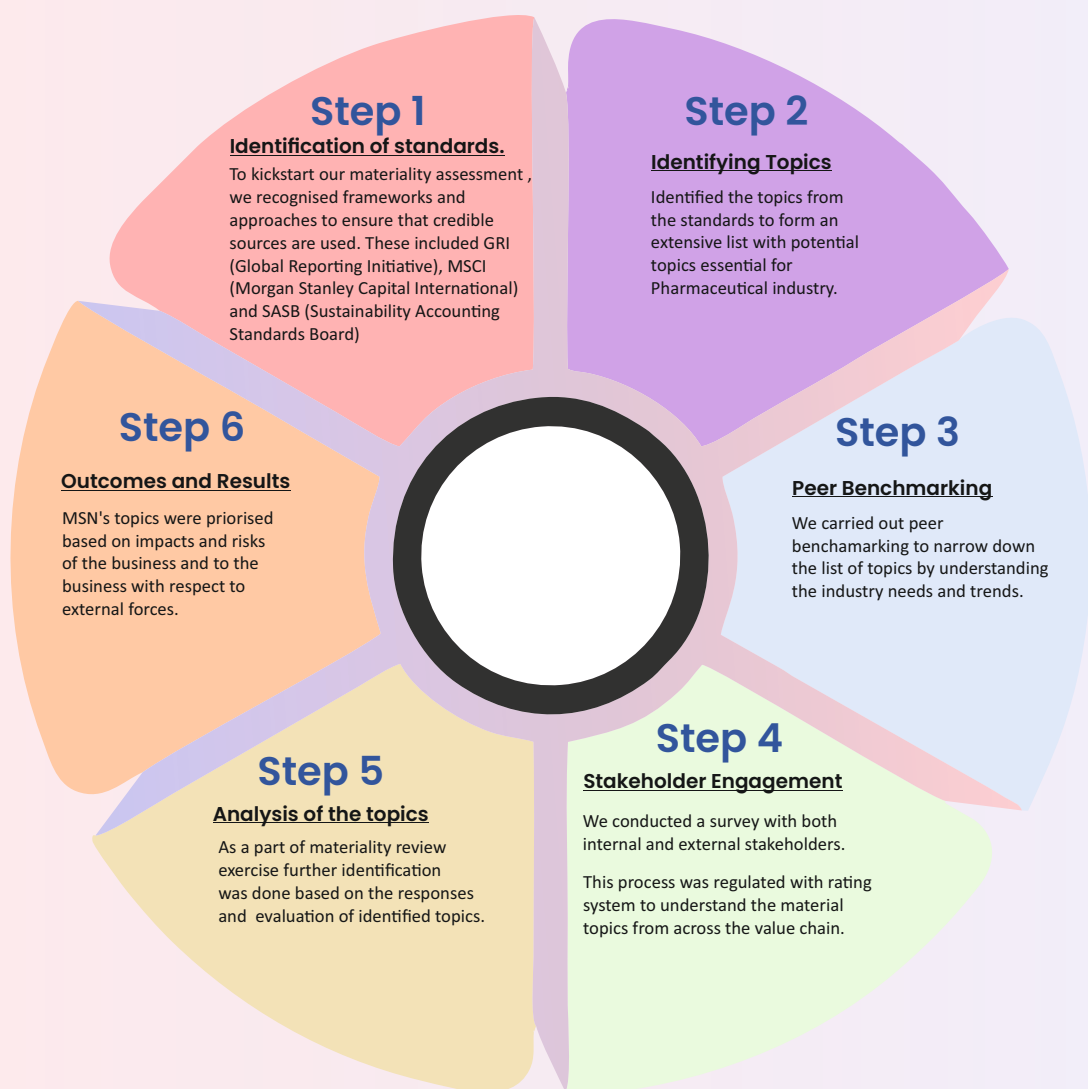 Step 1
Identification of standards.
To kickstart our materiality assessment ,
we recognised frameworks and
approaches to ensure that credible
sources are used. These included GRI
(Global Reporting Initiative), MSCI
(Morgan Stanley Capital International)
and SASB (Sustainability Accounting
Standards Board)
Step 2
Identifying Topics
Identified the topics from
the standards to form an
extensive list with potential
topics essential for
Pharmaceutical industry.
Step 3
Peer Benchmarking
We carried out peer
benchamarking to narrow down
the list of topics by understanding
the industry needs and trends.
Step 4
Stakeholder Engagement
We conducted a survey with both
internal and external stakeholders.
This process was regulated with rating
system to understand the material
topics from across the value chain.
Step 5
Analysis of the topics
As a part of materiality review
exercise further identification
was done based on the responses
and  evaluation of identified topics.
Step 6
Outcomes and Results
MSN's topics were priorised
based on impacts and risks
of the business and to the
business with respect to
external forces.